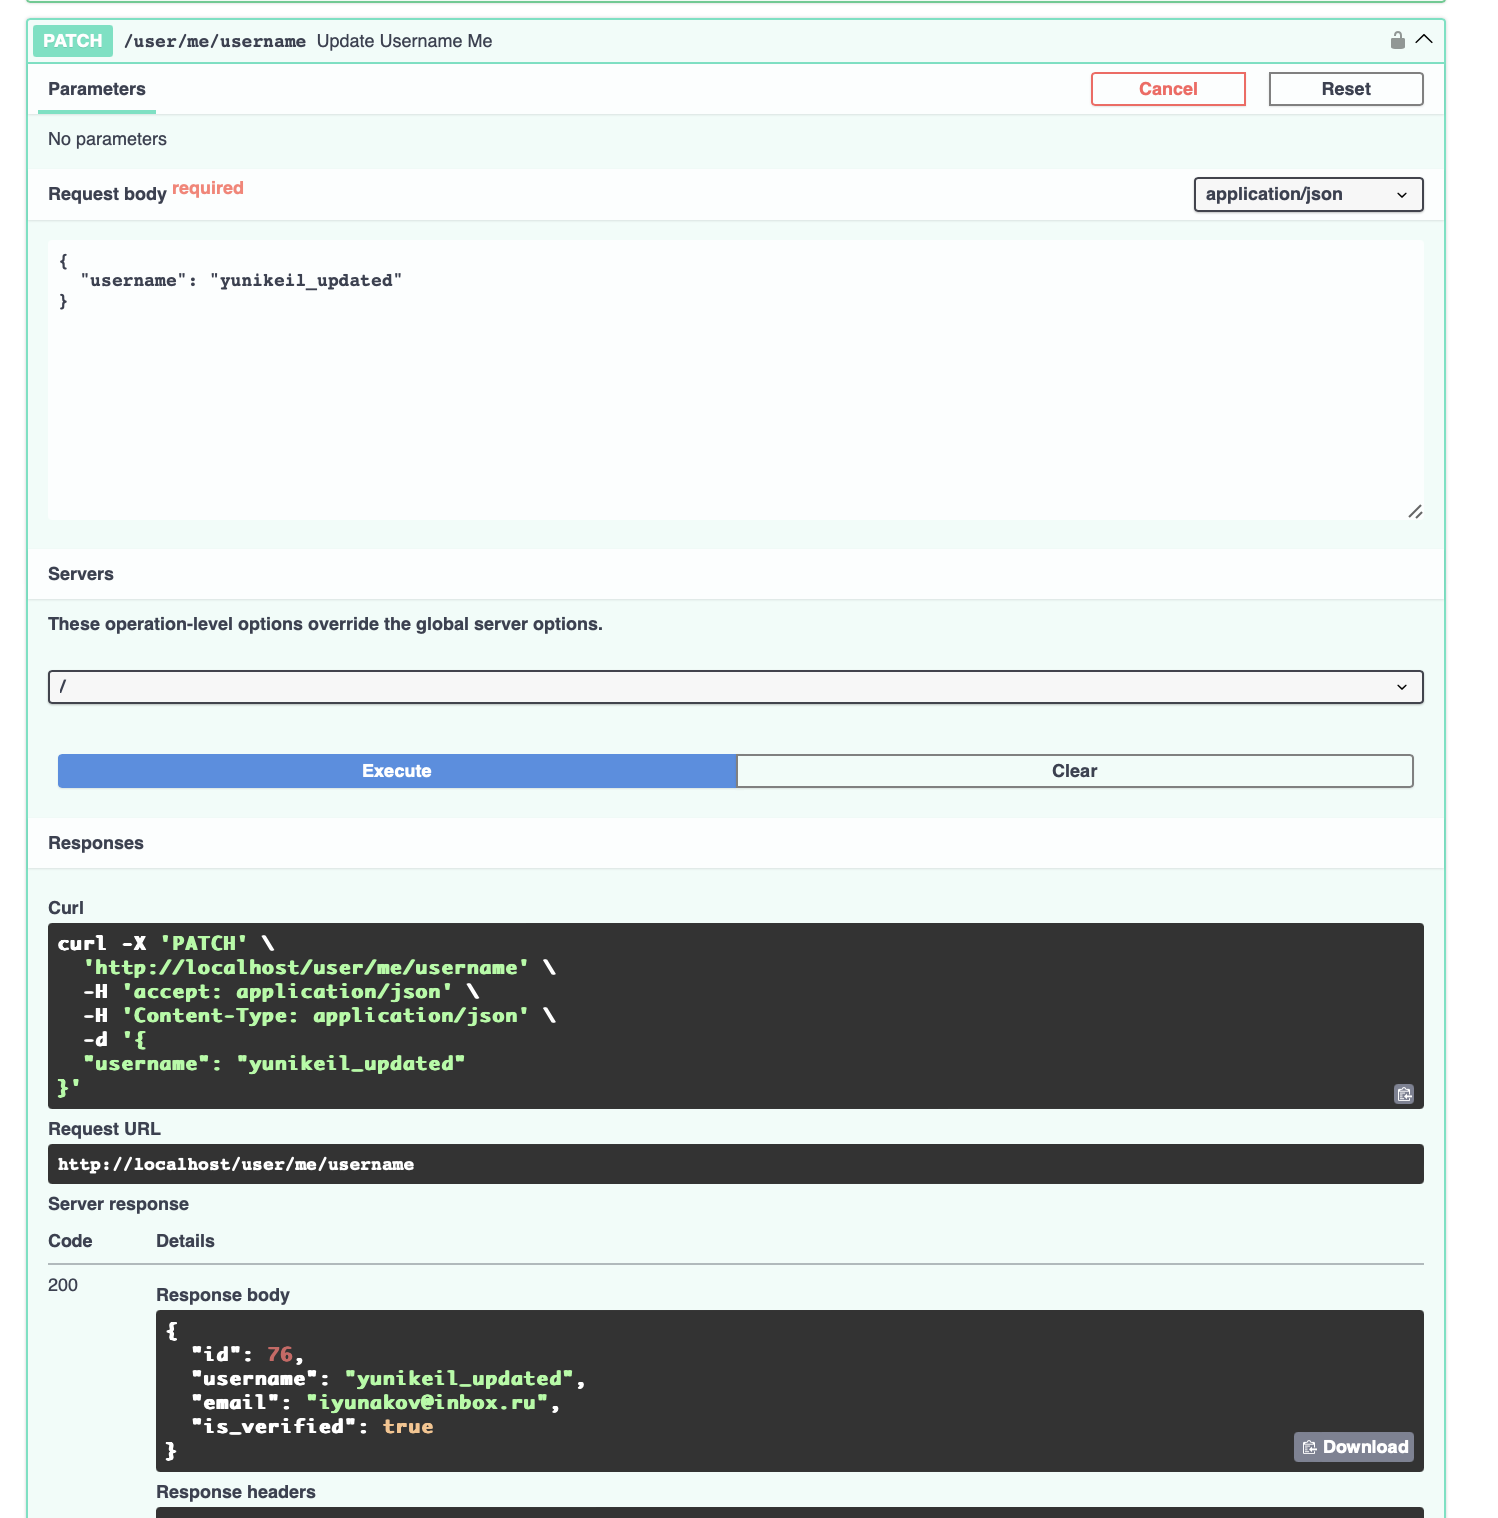 PATCH /user/me/username Update Username Me
Parameters
Cancel
Reset
No parameters
Request body required
application/json
{
  "username": "yunikeil_updated"
}
Servers
These operation-level options override the global server options.
/
Execute
Clear
Responses
Curl
curl -X 'PATCH' \
  'http://localhost/user/me/username' \
  -H 'accept: application/json' \
  -H 'Content-Type: application/json' \
  -d '{
  "username": "yunikeil_updated"
}'
Request URL
http://localhost/user/me/username
Server response
Code Details
200
Response body
{
  "id": 76,
  "username": "yunikeil_updated",
  "email": "iyunakov@inbox.ru",
  "is_verified": true
}
Download
Response headers